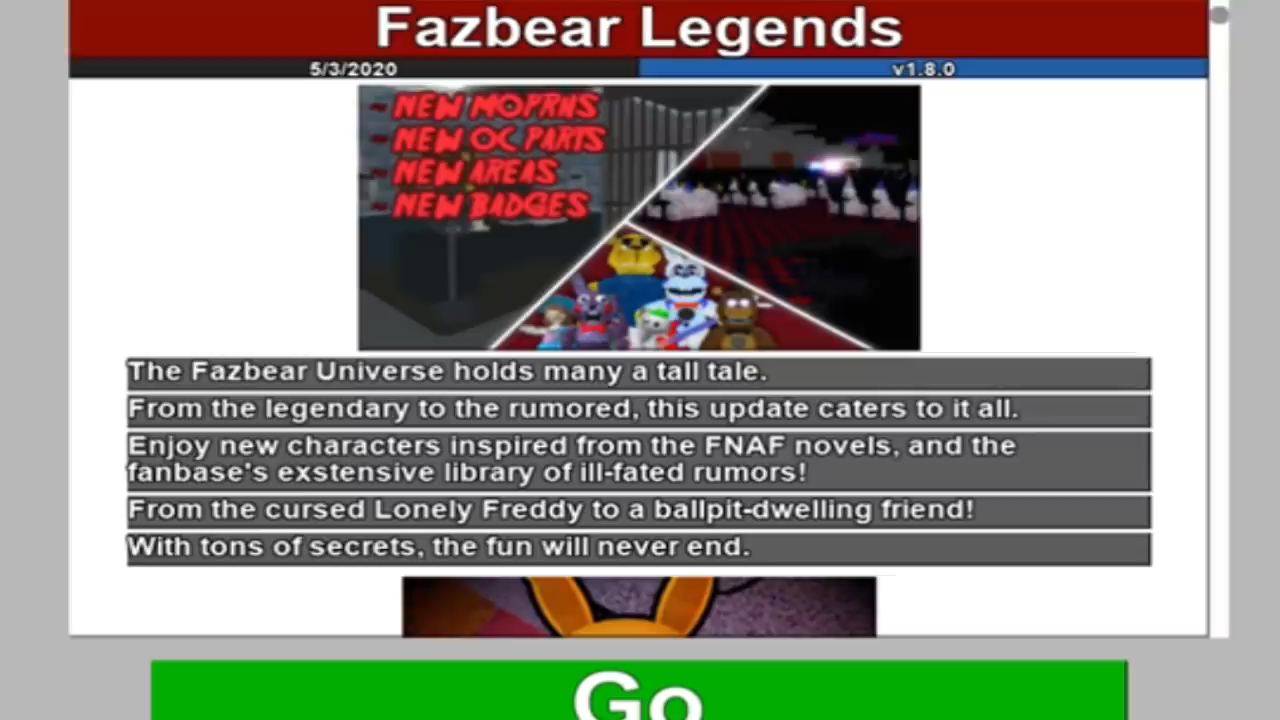 Fazbear Legends
5/3/2020
v1.8.0
- NEW MOPRHS
- NEW OC PARTS
- NEW AREAS
- NEW BADGES
The Fazbear Universe holds many a tall tale.
From the legendary to the rumored, this update caters to it all.
Enjoy new characters inspired from the FNAF novels, and the
fanbase's exstensive library of ill-fated rumors!
From the cursed Lonely Freddy to a ballpit-dwelling friend!
With tons of secrets, the fun will never end.
Go